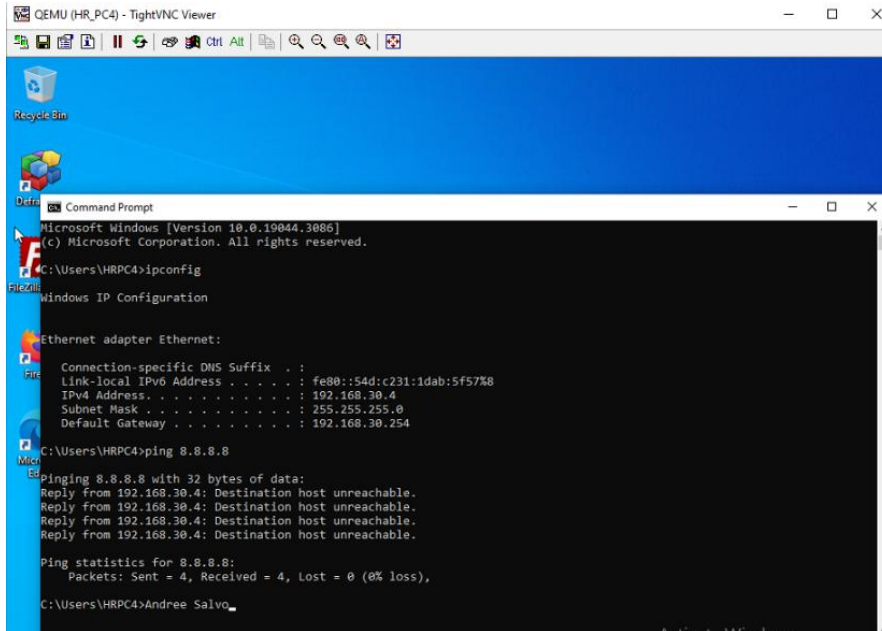 QEMU (HR_PC4) - TightVNC Viewer
Ctrl Alt
Recycle Bin
Command Prompt
Microsoft Windows [Version 10.0.19044.3086]
(c) Microsoft Corporation. All rights reserved.
C:\Users\HRPC4>ipconfig
Windows IP Configuration
Ethernet adapter Ethernet:
Connection-specific DNS Suffix . :
Link-local IPv6 Address . . . . . : fe80::54d:c231:1dab:5f57%8
IPv4 Address. . . . . . . . . . . : 192.168.30.4
Subnet Mask . . . . . . . . . . . : 255.255.255.0
Default Gateway . . . . . . . . . : 192.168.30.254
C:\Users\HRPC4>ping 8.8.8.8
Pinging 8.8.8.8 with 32 bytes of data:
Reply from 192.168.30.4: Destination host unreachable.
Reply from 192.168.30.4: Destination host unreachable.
Reply from 192.168.30.4: Destination host unreachable.
Reply from 192.168.30.4: Destination host unreachable.
Ping statistics for 8.8.8.8:
Packets: Sent = 4, Received = 4, Lost = 0 (0% loss),
C:\Users\HRPC4>Andree Salvo_